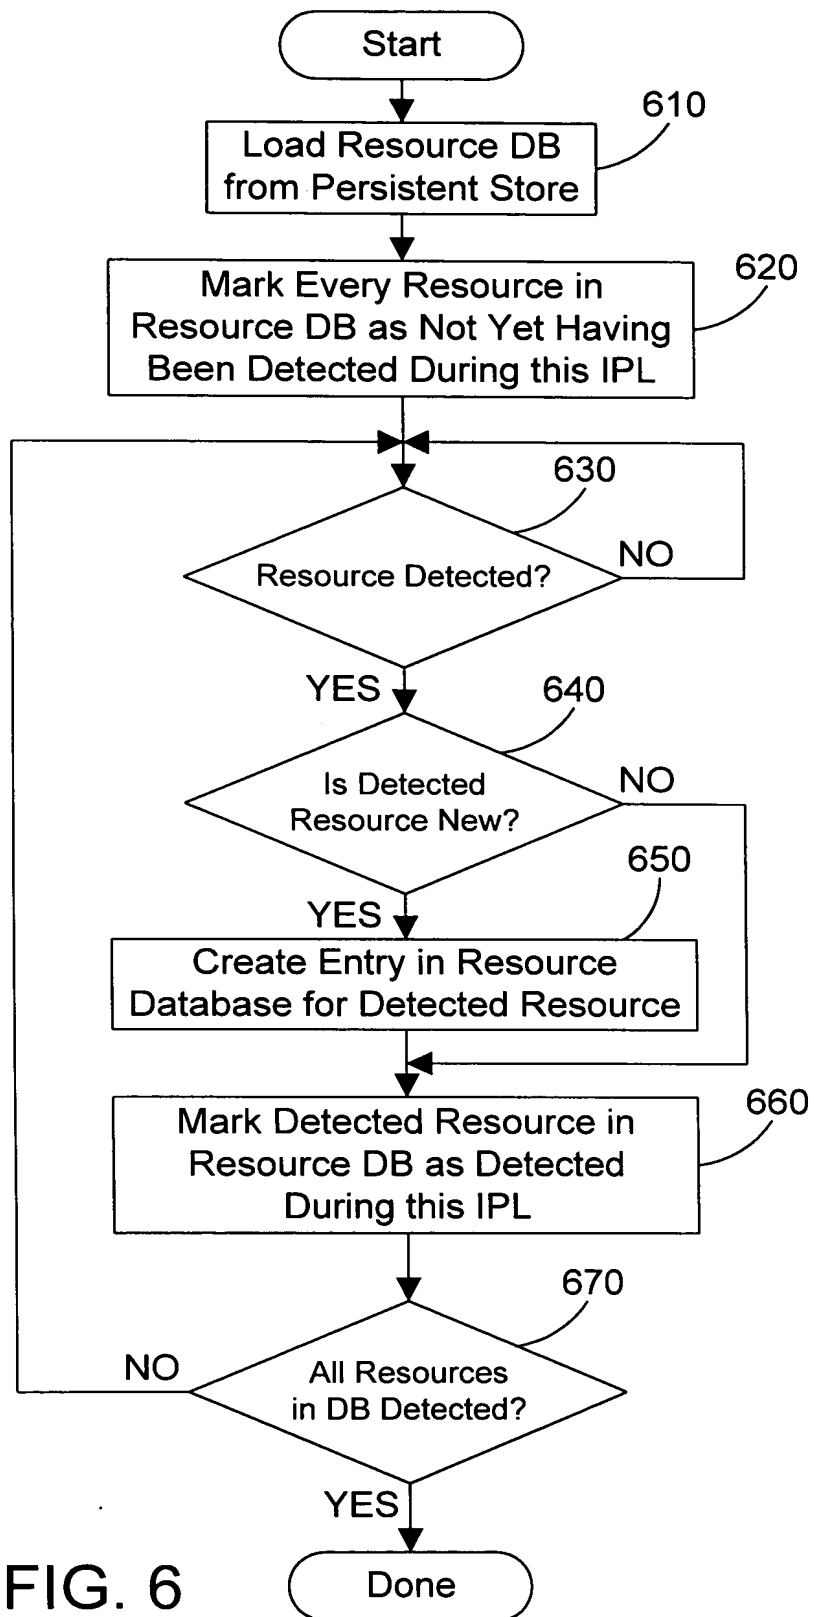 Start
610
Load Resource DB
from Persistent Store
620
Mark Every Resource in
Resource DB as Not Yet Having
Been Detected During this IPL
630
Resource Detected?
NO
YES
640
Is Detected
Resource New?
NO
YES
650
Create Entry in Resource
Database for Detected Resource
660
Mark Detected Resource in
Resource DB as Detected
During this IPL
670
NO
All Resources
in DB Detected?
YES
Done
FIG. 6